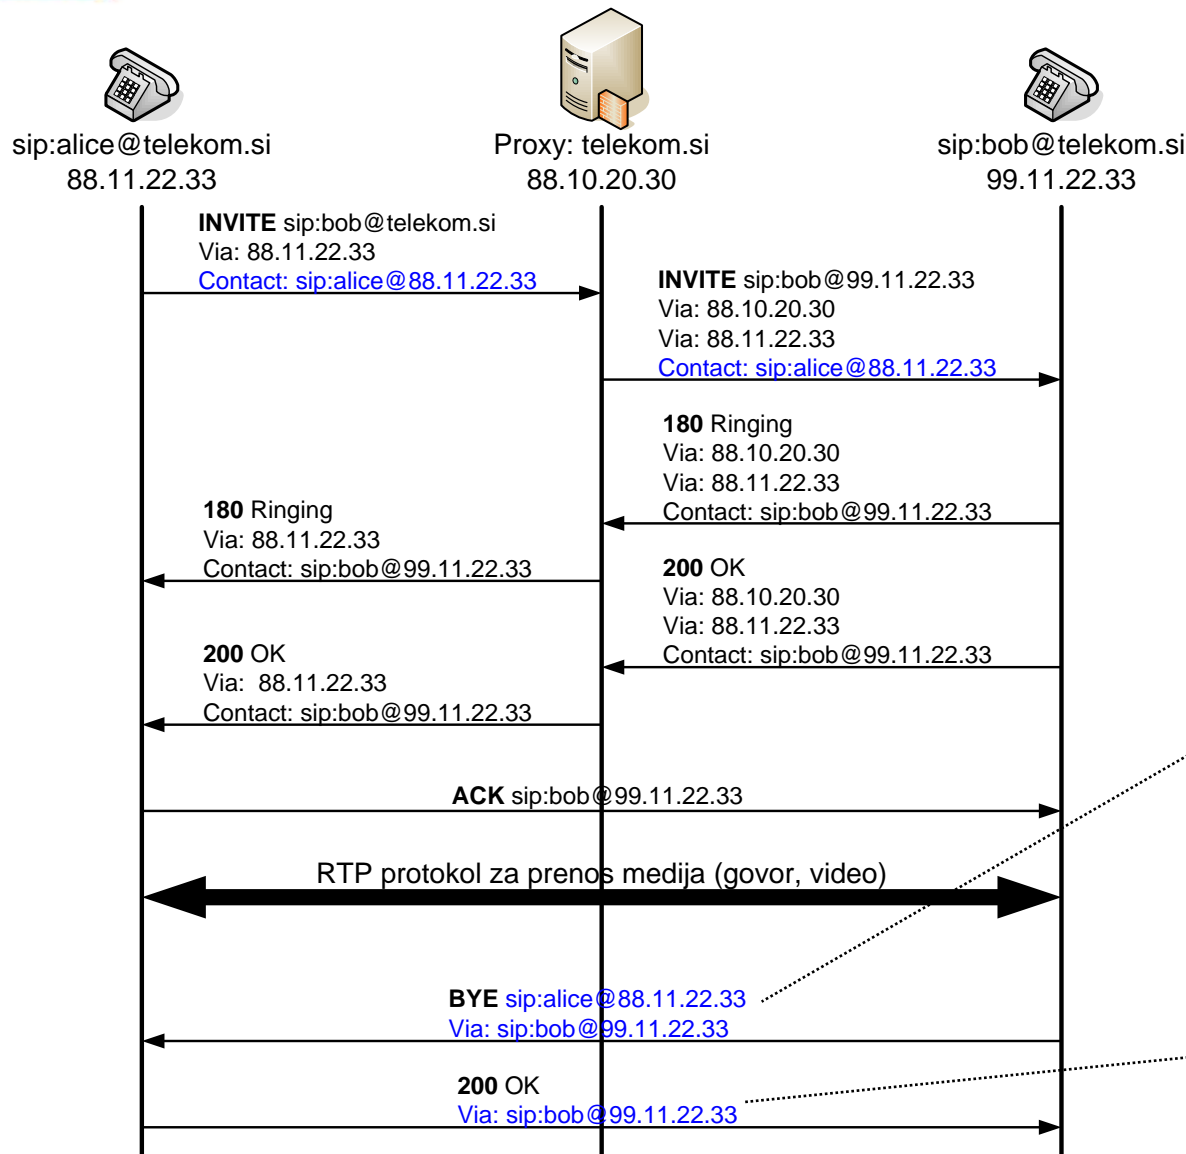 sip:alice@telekom.si
88.11.22.33
Proxy: telekom.si
88.10.20.30
sip:bob@telekom.si
99.11.22.33
INVITE sip:bob@telekom.si
Via: 88.11.22.33
Contact: sip:alice@88.11.22.33
INVITE sip:bob@99.11.22.33
Via: 88.10.20.30
Via: 88.11.22.33
Contact: sip:alice@88.11.22.33
180 Ringing
Via: 88.10.20.30
Via: 88.11.22.33
Contact: sip:bob@99.11.22.33
180 Ringing
Via: 88.11.22.33
Contact: sip:bob@99.11.22.33
200 OK
Via: 88.10.20.30
Via: 88.11.22.33
Contact: sip:bob@99.11.22.33
200 OK
Via:  88.11.22.33
Contact: sip:bob@99.11.22.33
ACK sip:bob@99.11.22.33
RTP protokol za prenos medija (govor, video)
BYE sip:alice@88.11.22.33
Via: sip:bob@99.11.22.33
200 OK
Via: sip:bob@99.11.22.33